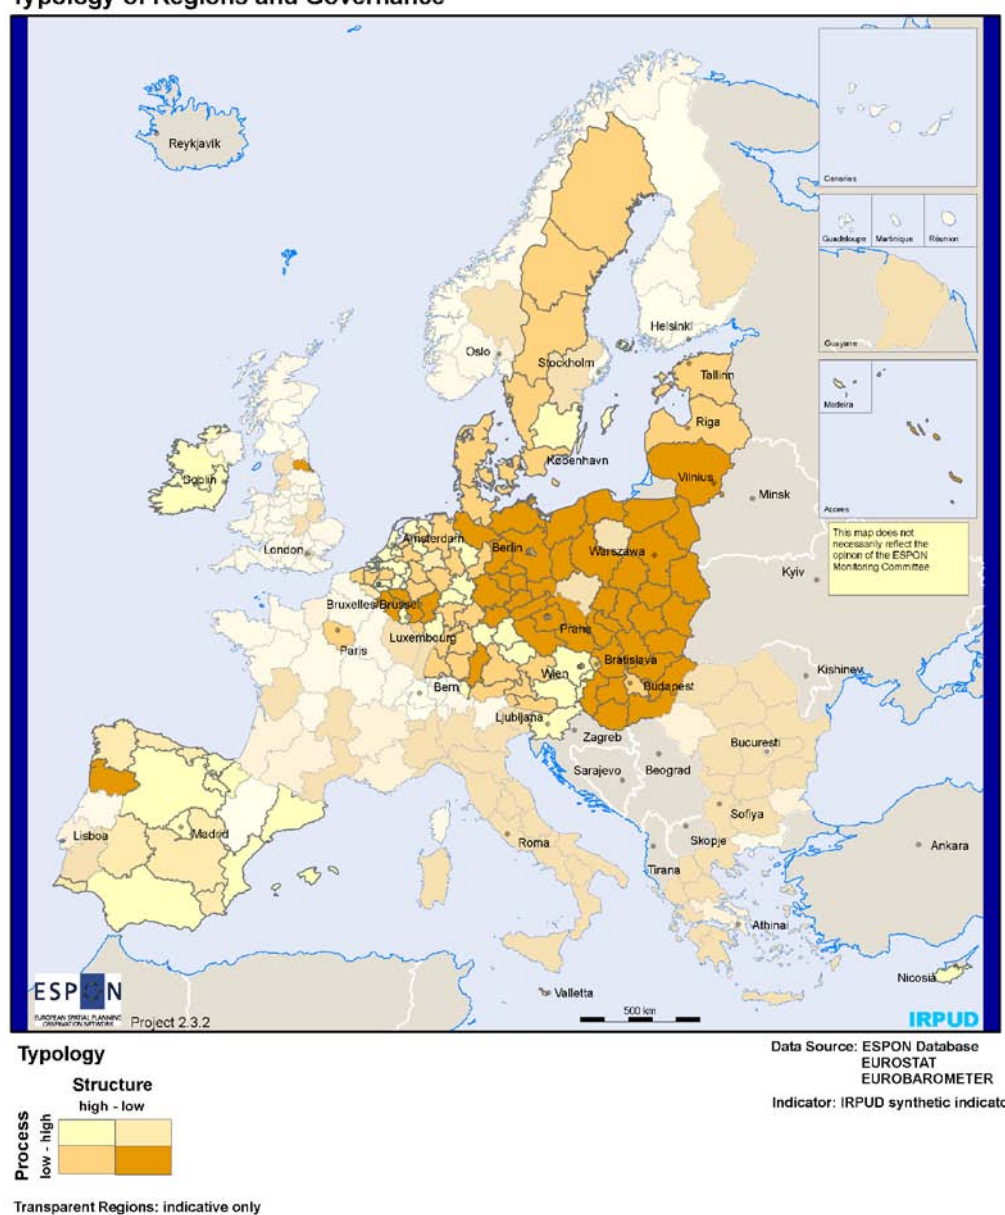 Typology of Regions and Governance
Reykjavik
Canarias
Guadeloupe
Martinique
Réunion
Guayane
Madeira
Acores
This map does not
necessarily reflect the
opinion of the ESPON
Monitoring Committee
Helsinki
Oslo
Stockholm
Tallinn
Riga
København
Vilnius
Minsk
Dublin
London
Amsterdam
Berlin
Warszawa
Kyiv
Bruxelles/Brüssel
Luxembourg
Praha
Paris
Bratislava
Wien
Budapest
Kishinev
Bern
Ljubljana
Zagreb
Bucuresti
Sarajevo
Beograd
Sofiya
Lisboa
Madrid
Roma
Skopje
Tirana
Ankara
Athinai
Nicosia
Valletta
ESPON
EUROPEAN SPATIAL PLANNING
OBSERVATION NETWORK
Project 2.3.2
500 km
IRPUD
Typology
Structure
high - low
Process
low - high
Data Source: ESPON Database
EUROSTAT
EUROBAROMETER
Indicator: IRPUD synthetic indicato
Transparent Regions: indicative only